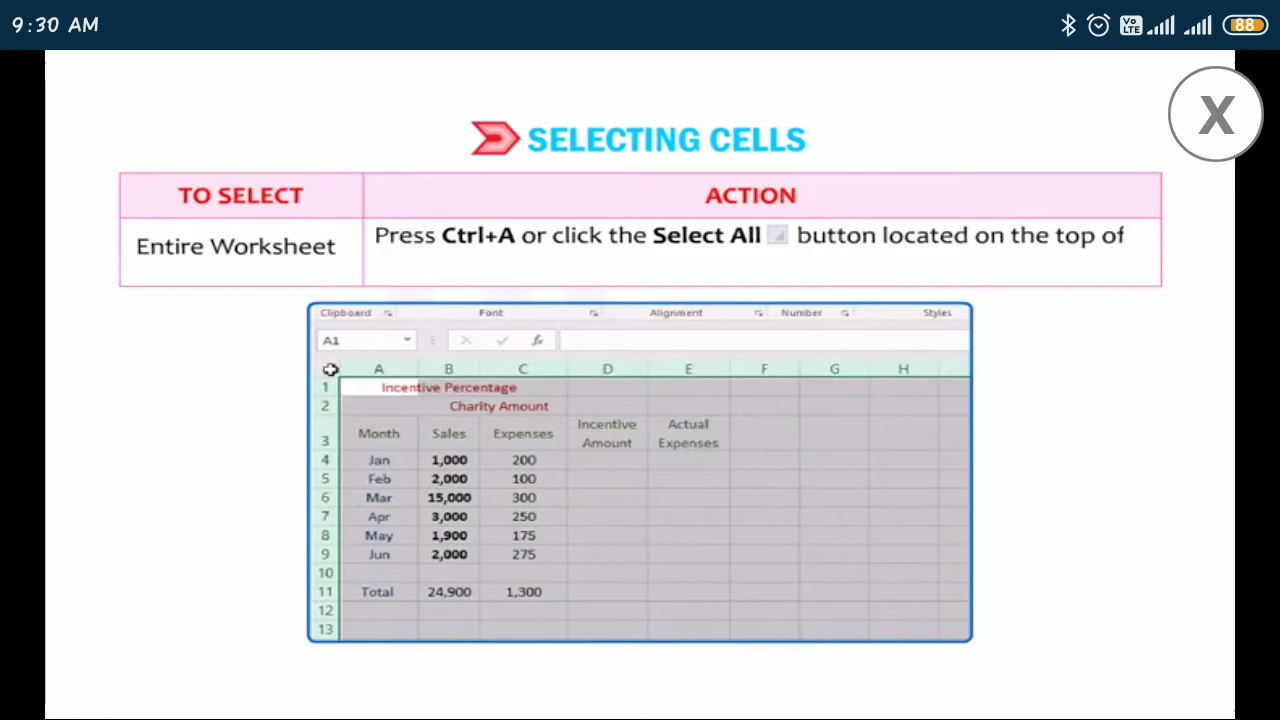 9:30 AM
Vo LTE
88
X
SELECTING CELLS
TO SELECT ACTION
Entire Worksheet Press Ctrl+A or click the Select All button located on the top of
Clipboard Font Alignment Number Styles
A1 fx
A B C D E F G H
1 Incentive Percentage
2 Charity Amount
3 Month Sales Expenses Incentive Amount Actual Expenses
4 Jan 1,000 200
5 Feb 2,000 100
6 Mar 15,000 300
7 Apr 3,000 250
8 May 1,900 175
9 Jun 2,000 275
10
11 Total 24,900 1,300
12
13